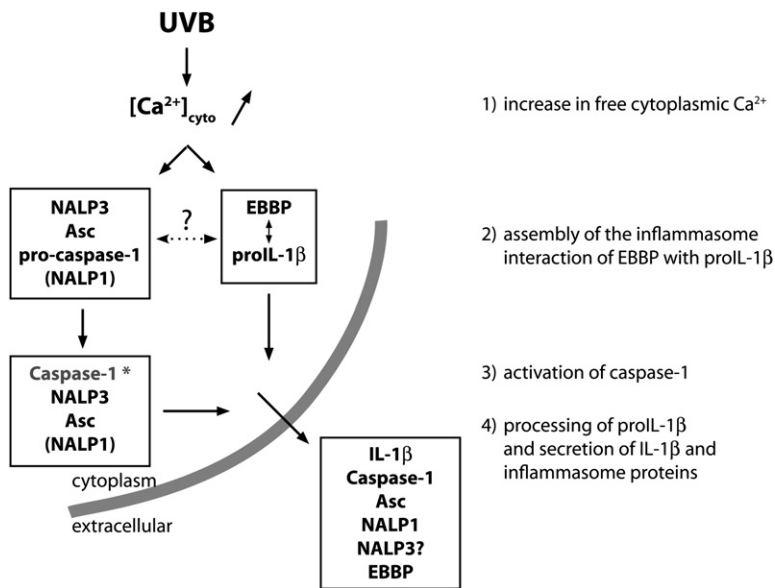 UVB
[Ca²⁺]cyto
1) increase in free cytoplasmic Ca²⁺
NALP3
Asc
pro-caspase-1
(NALP1)
?
EBBP
proIL-1β
2) assembly of the inflammasome
interaction of EBBP with proIL-1β
Caspase-1 *
NALP3
Asc
(NALP1)
3) activation of caspase-1
4) processing of proIL-1β
and secretion of IL-1β and
inflammasome proteins
cytoplasm
extracellular
IL-1β
Caspase-1
Asc
NALP1
NALP3?
EBBP